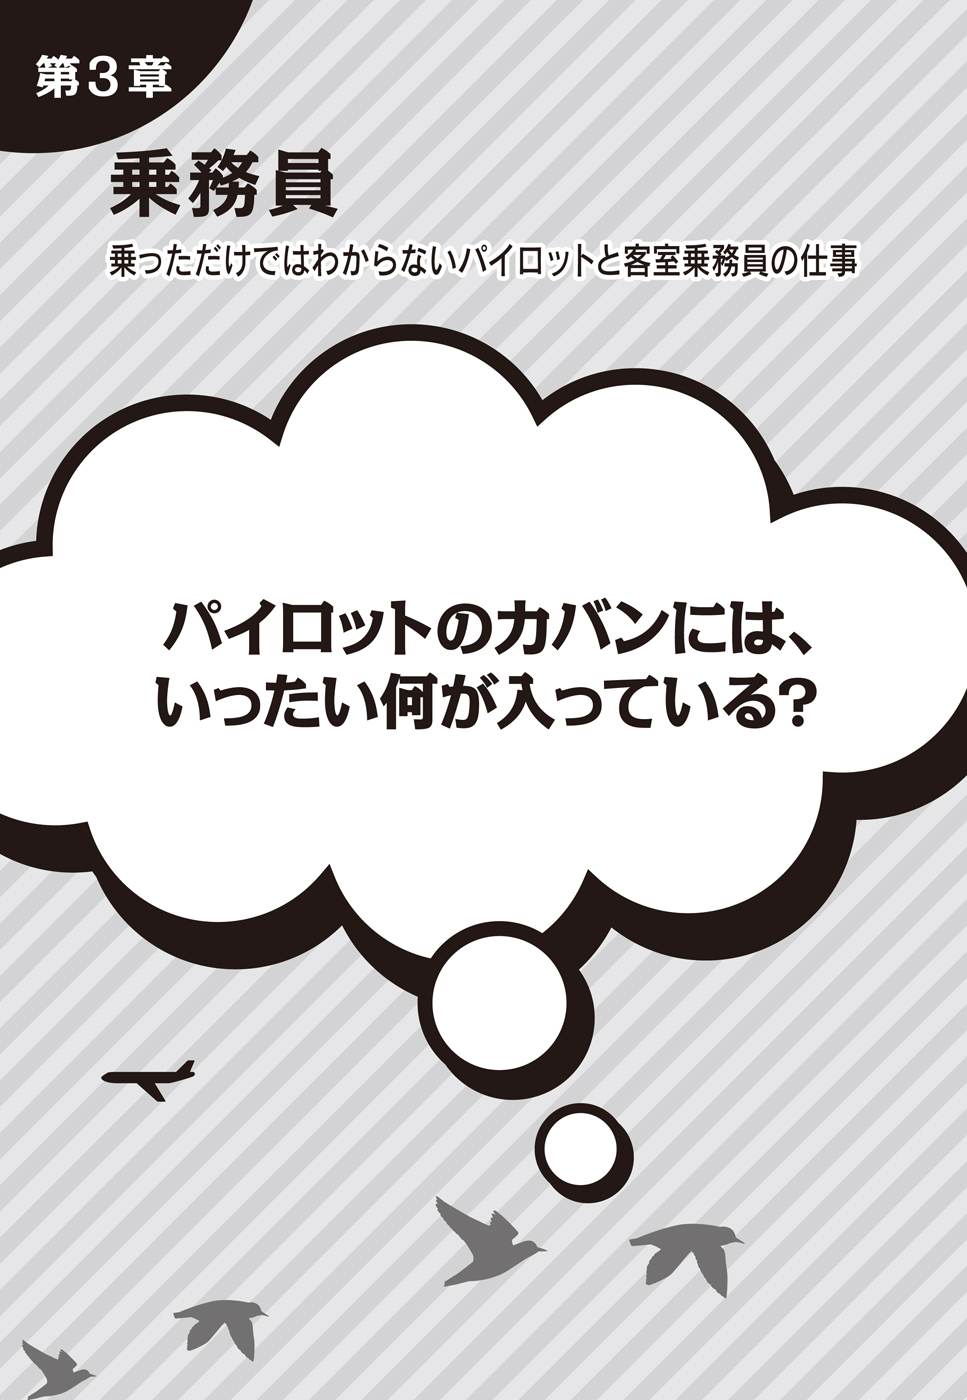 第3章
乗務員
乗っただけではわからないパイロットと客室乗務員の仕事
パイロットのカバンには、
いったい何が入っている?